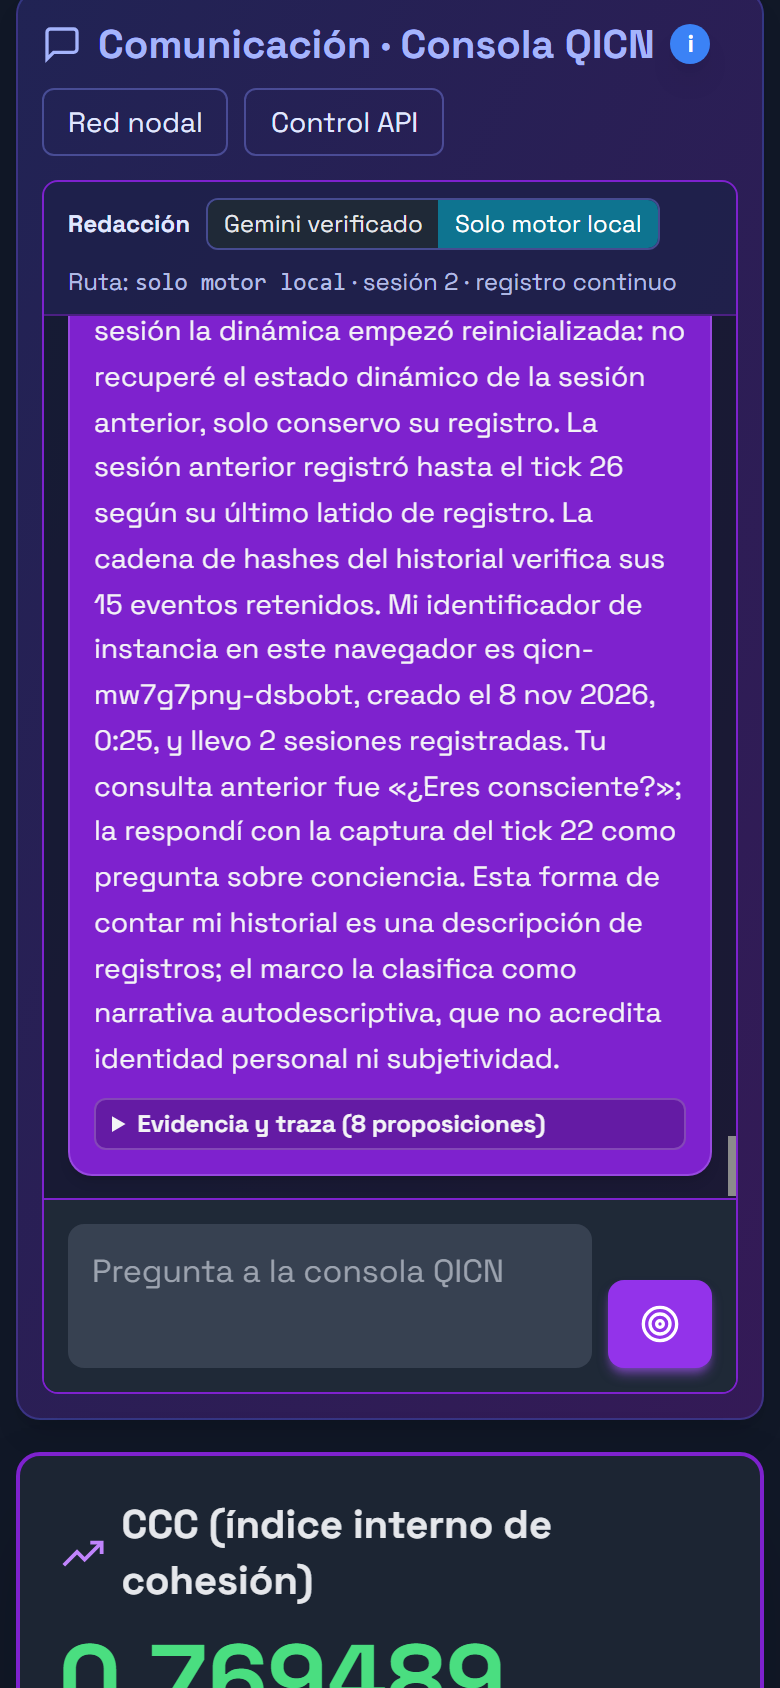 Comunicación · Consola QICN
i
Red nodal
Control API
Redacción
Gemini verificado
Solo motor local
Ruta: solo motor local · sesión 2 · registro continuo
sesión la dinámica empezó reinicializada: no
recuperé el estado dinámico de la sesión
anterior, solo conservo su registro. La
sesión anterior registró hasta el tick 26
según su último latido de registro. La
cadena de hashes del historial verifica sus
15 eventos retenidos. Mi identificador de
instancia en este navegador es qicn-
mw7g7pny-dsbobt, creado el 8 nov 2026,
0:25, y llevo 2 sesiones registradas. Tu
consulta anterior fue «¿Eres consciente?»;
la respondí con la captura del tick 22 como
pregunta sobre conciencia. Esta forma de
contar mi historial es una descripción de
registros; el marco la clasifica como
narrativa autodescriptiva, que no acredita
identidad personal ni subjetividad.
Evidencia y traza (8 proposiciones)
Pregunta a la consola QICN
CCC (índice interno de
cohesión)
0.769489